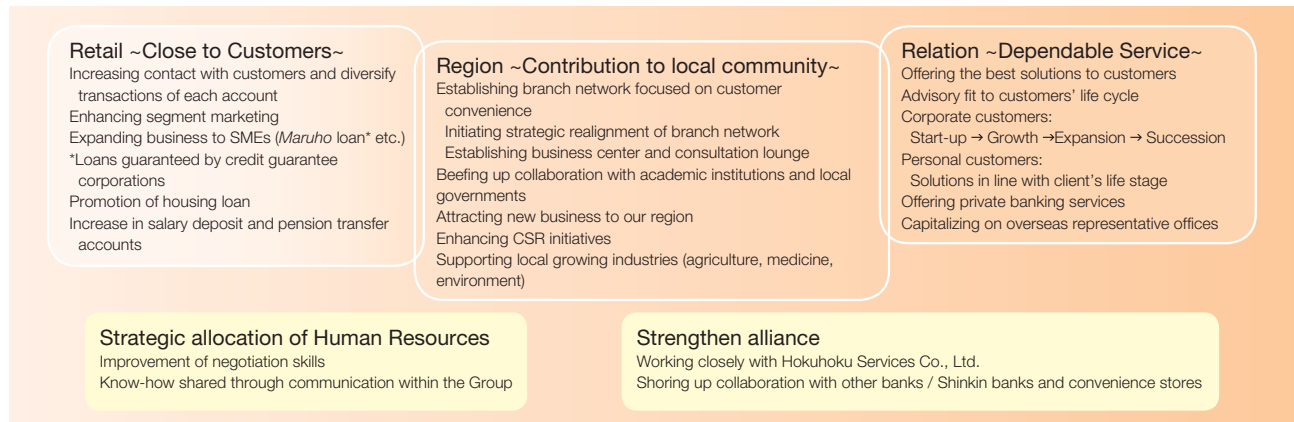 Retail ~Close to Customers~
Increasing contact with customers and diversify
transactions of each account
Enhancing segment marketing
Expanding business to SMEs (Maruho loan* etc.)
*Loans guaranteed by credit guarantee
corporations
Promotion of housing loan
Increase in salary deposit and pension transfer
accounts
Region ~Contribution to local community~
Establishing branch network focused on customer
convenience
Initiating strategic realignment of branch network
Establishing business center and consultation lounge
Beefing up collaboration with academic institutions and local
governments
Attracting new business to our region
Enhancing CSR initiatives
Supporting local growing industries (agriculture, medicine,
environment)
Relation ~Dependable Service~
Offering the best solutions to customers
Advisory fit to customers' life cycle
Corporate customers:
Start-up → Growth →Expansion → Succession
Personal customers:
Solutions in line with client's life stage
Offering private banking services
Capitalizing on overseas representative offices
Strategic allocation of Human Resources
Improvement of negotiation skills
Know-how shared through communication within the Group
Strengthen alliance
Working closely with Hokuhoku Services Co., Ltd.
Shoring up collaboration with other banks / Shinkin banks and convenience stores